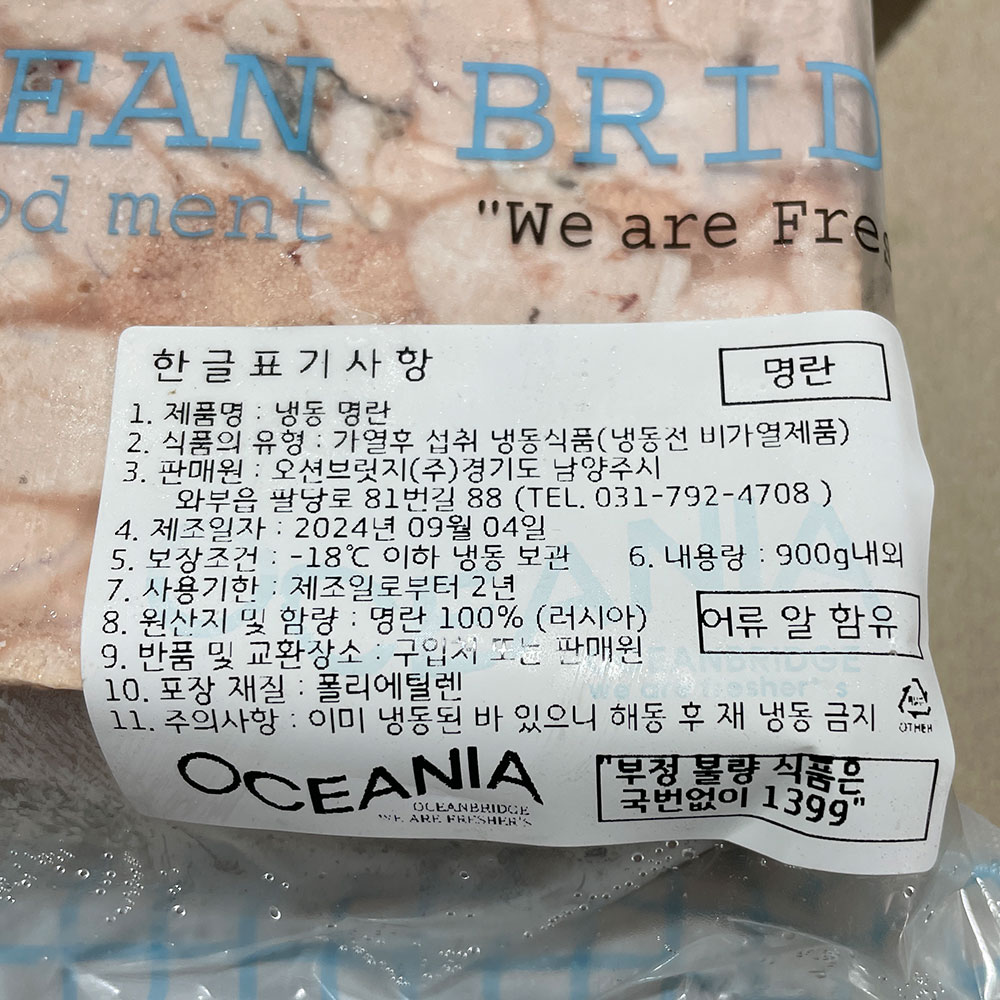 EAN BRID
od ment
"We are Fre
한글표기사항
명란
1. 제품명 : 냉동 명란
2. 식품의 유형 : 가열후 섭취 냉동식품(냉동전 비가열제품)
3. 판매원 : 오션브릿지(주)경기도 남양주시
와부읍 팔당로 81번길 88 (TEL. 031-792-4708 )
4. 제조일자 : 2024년 09월 04일
5. 보장조건 : -18℃ 이하 냉동 보관 6. 내용량 : 900g내외
7. 사용기한 : 제조일로부터 2년
8. 원산지 및 함량 : 명란 100% (러시아)
어류 알 함유
9. 반품 및 교환장소 : 구입처 또는 판매원
10. 포장 재질 : 폴리에틸렌
11. 주의사항 : 이미 냉동된 바 있으니 해동 후 재 냉동 금지
OTHER
OCEANIA
OCEANBRIDGE
WE ARE FRESHER'S
"부정 불량 식품은
국번없이 1399"
OCEANIA
OCEANBRIDGE
we are fresher's